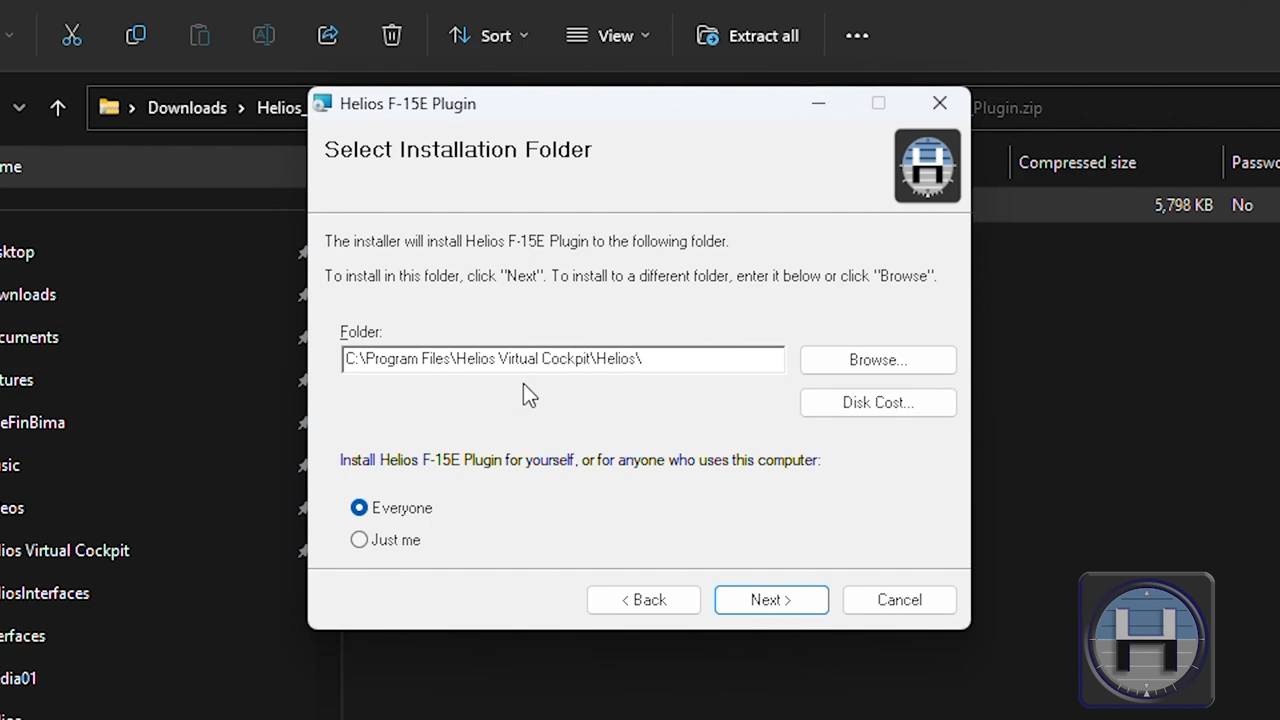 Sort
View
Extract all
Downloads
Helios_
Plugin.zip
me
Compressed size
Passwo
5,798 KB
No
sktop
wnloads
cuments
tures
eFinBima
sic
eos
ios Virtual Cockpit
iosInterfaces
erfaces
dia01
Helios F-15E Plugin
Select Installation Folder
H
The installer will install Helios F-15E Plugin to the following folder.
To install in this folder, click "Next". To install to a different folder, enter it below or click "Browse".
Folder:
C:\Program Files\Helios Virtual Cockpit\Helios\
Browse...
Disk Cost...
Install Helios F-15E Plugin for yourself, or for anyone who uses this computer:
Everyone
Just me
< Back
Next >
Cancel
H